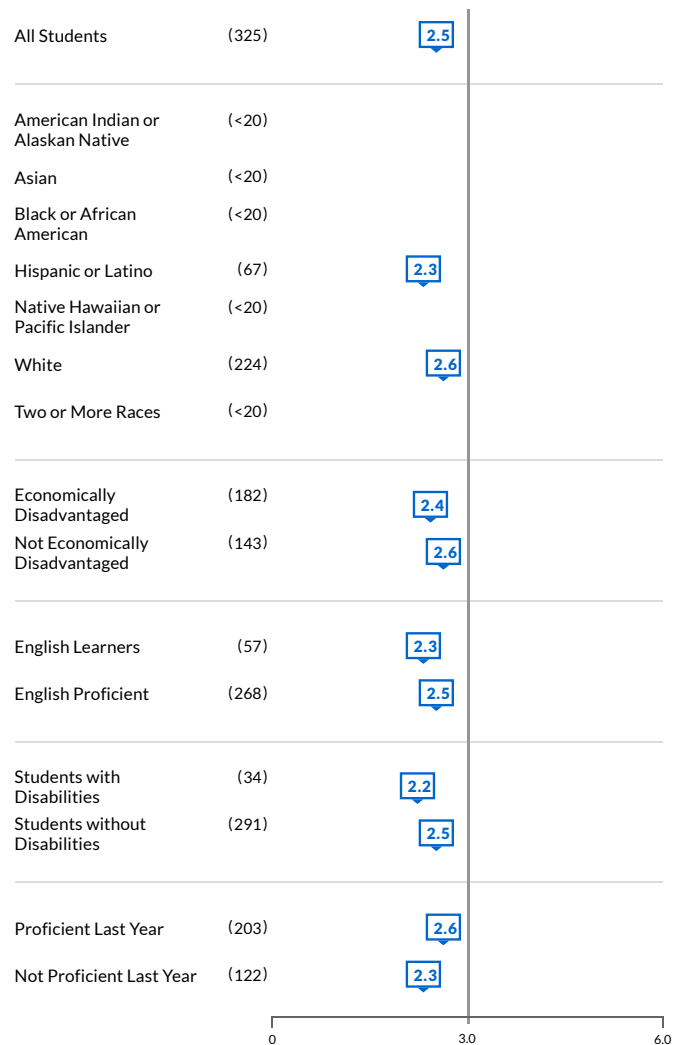 All Students (325) 2.5
American Indian or (<20)
Alaskan Native
Asian (<20)
Black or African (<20)
American
Hispanic or Latino (67) 2.3
Native Hawaiian or (<20)
Pacific Islander
White (224) 2.6
Two or More Races (<20)
Economically (182) 2.4
Disadvantaged
Not Economically (143) 2.6
Disadvantaged
English Learners (57) 2.3
English Proficient (268) 2.5
Students with (34) 2.2
Disabilities
Students without (291) 2.5
Disabilities
Proficient Last Year (203) 2.6
Not Proficient Last Year (122) 2.3
0 3.0 6.0